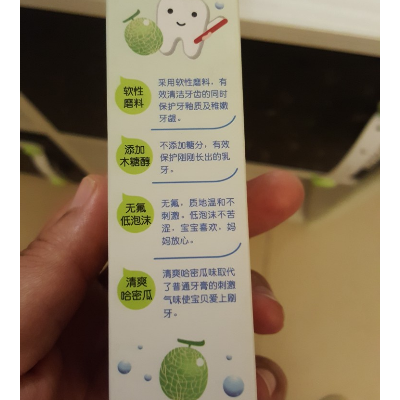 软性
磨料
采用软性磨料、有
效清洁牙齿的同时
保护牙釉质及稚嫩
牙龈。
添加
木糖醇
不添加糖分，有效
保护刚刚长出的乳
牙。
无氟
低泡沫
无氟、质地温和不
刺激，低泡沫不苦
涩，宝宝喜欢，妈
妈放心。
清爽
哈密瓜
清爽哈密瓜味取代
了普通牙膏的刺激
气味使宝贝爱上刷
牙。